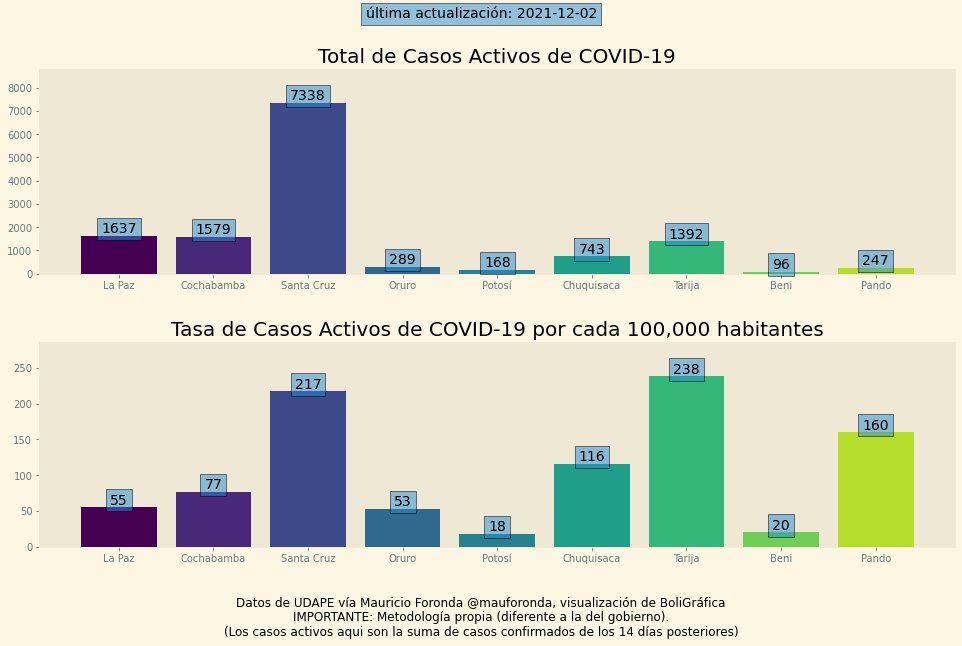 última actualización: 2021-12-02
Total de Casos Activos de COVID-19
8000
7000
6000
5000
4000
3000
2000
1000
0
1637
1579
7338
289
168
743
1392
96
247
La Paz
Cochabamba
Santa Cruz
Oruro
Potosí
Chuquisaca
Tarija
Beni
Pando
Tasa de Casos Activos de COVID-19 por cada 100,000 habitantes
250
200
150
100
50
0
55
77
217
53
18
116
238
20
160
La Paz
Cochabamba
Santa Cruz
Oruro
Potosí
Chuquisaca
Tarija
Beni
Pando
Datos de UDAPE vía Mauricio Foronda @mauforonda, visualización de BoliGráfica
IMPORTANTE: Metodología propia (diferente a la del gobierno).
(Los casos activos aqui son la suma de casos confirmados de los 14 días posteriores)